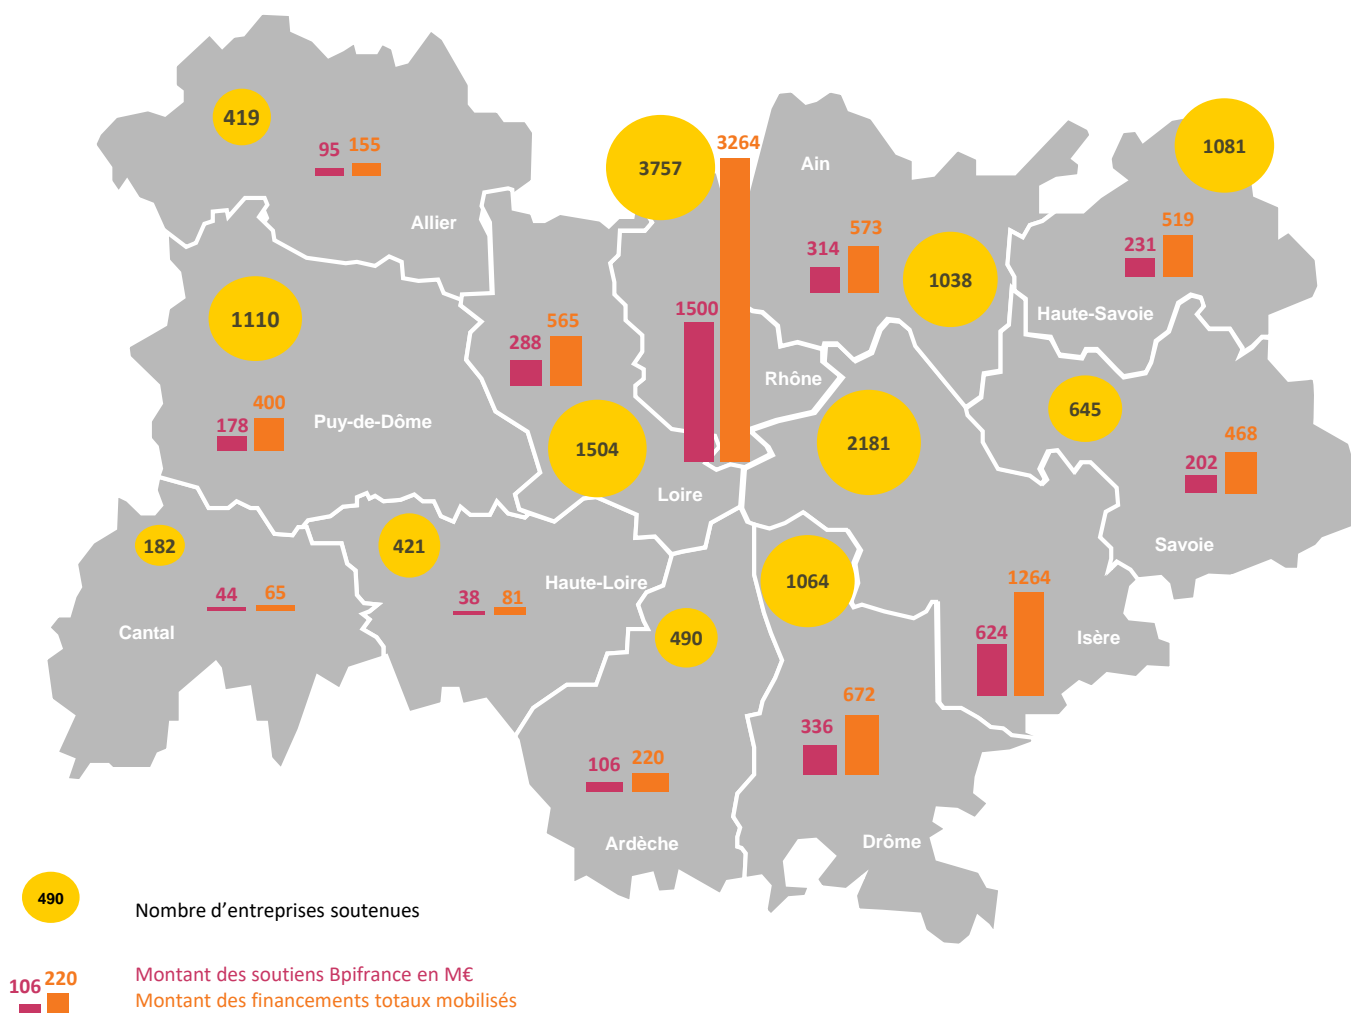 419
95 155
Allier
3757
3264
1500
Rhône
Ain
314 573
1038
1081
231 519
Haute-Savoie
1110
178 400
Puy-de-Dôme
288 565
1504
Loire
2181
645
202 468
Savoie
182
44 65
Cantal
421
38 81
Haute-Loire
490
106 220
Ardèche
1064
336 672
Drôme
624 1264
Isère
490
Nombre d'entreprises soutenues
106 220
Montant des soutiens Bpifrance en M€
Montant des financements totaux mobilisés